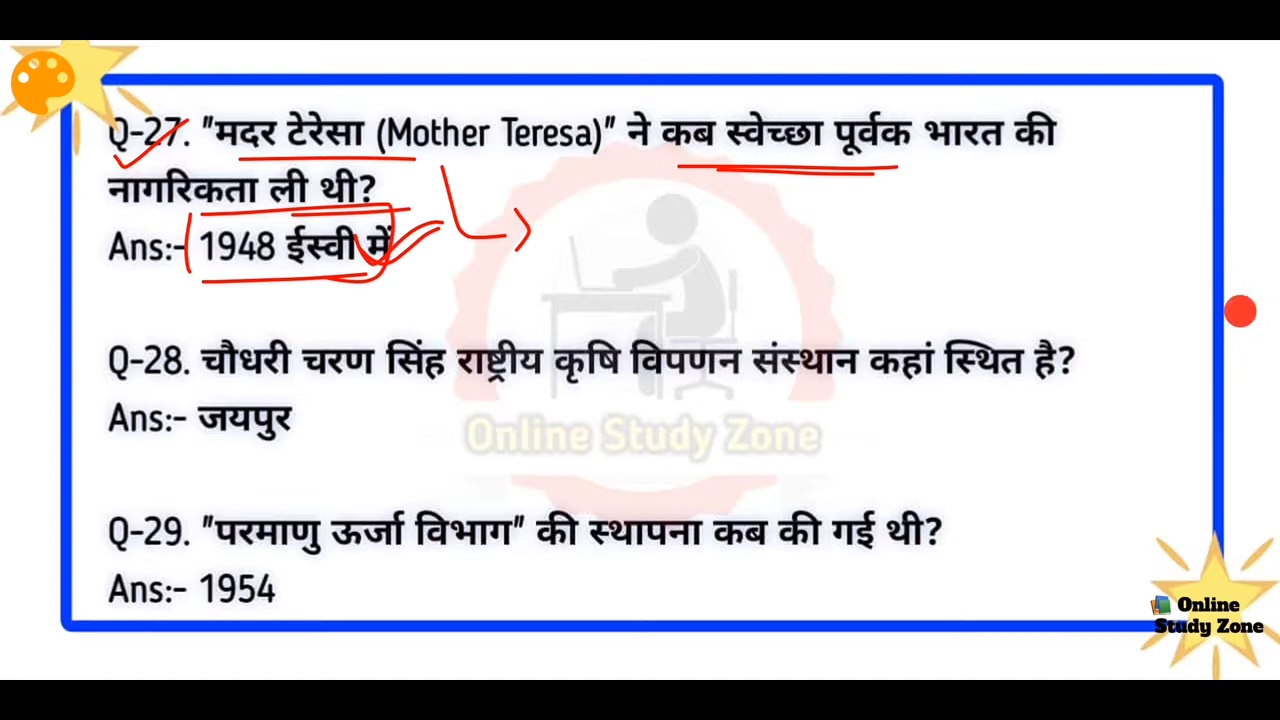 Q-27. "मदर टेरेसा (Mother Teresa)" ने कब स्वेच्छा पूर्वक भारत की
नागरिकता ली थी?
Ans:- 1948 ईस्वी में
Q-28. चौधरी चरण सिंह राष्ट्रीय कृषि विपणन संस्थान कहां स्थित है?
Ans:- जयपुर
Online Study Zone
Q-29. "परमाणु ऊर्जा विभाग" की स्थापना कब की गई थी?
Ans:- 1954
Online
Study Zone